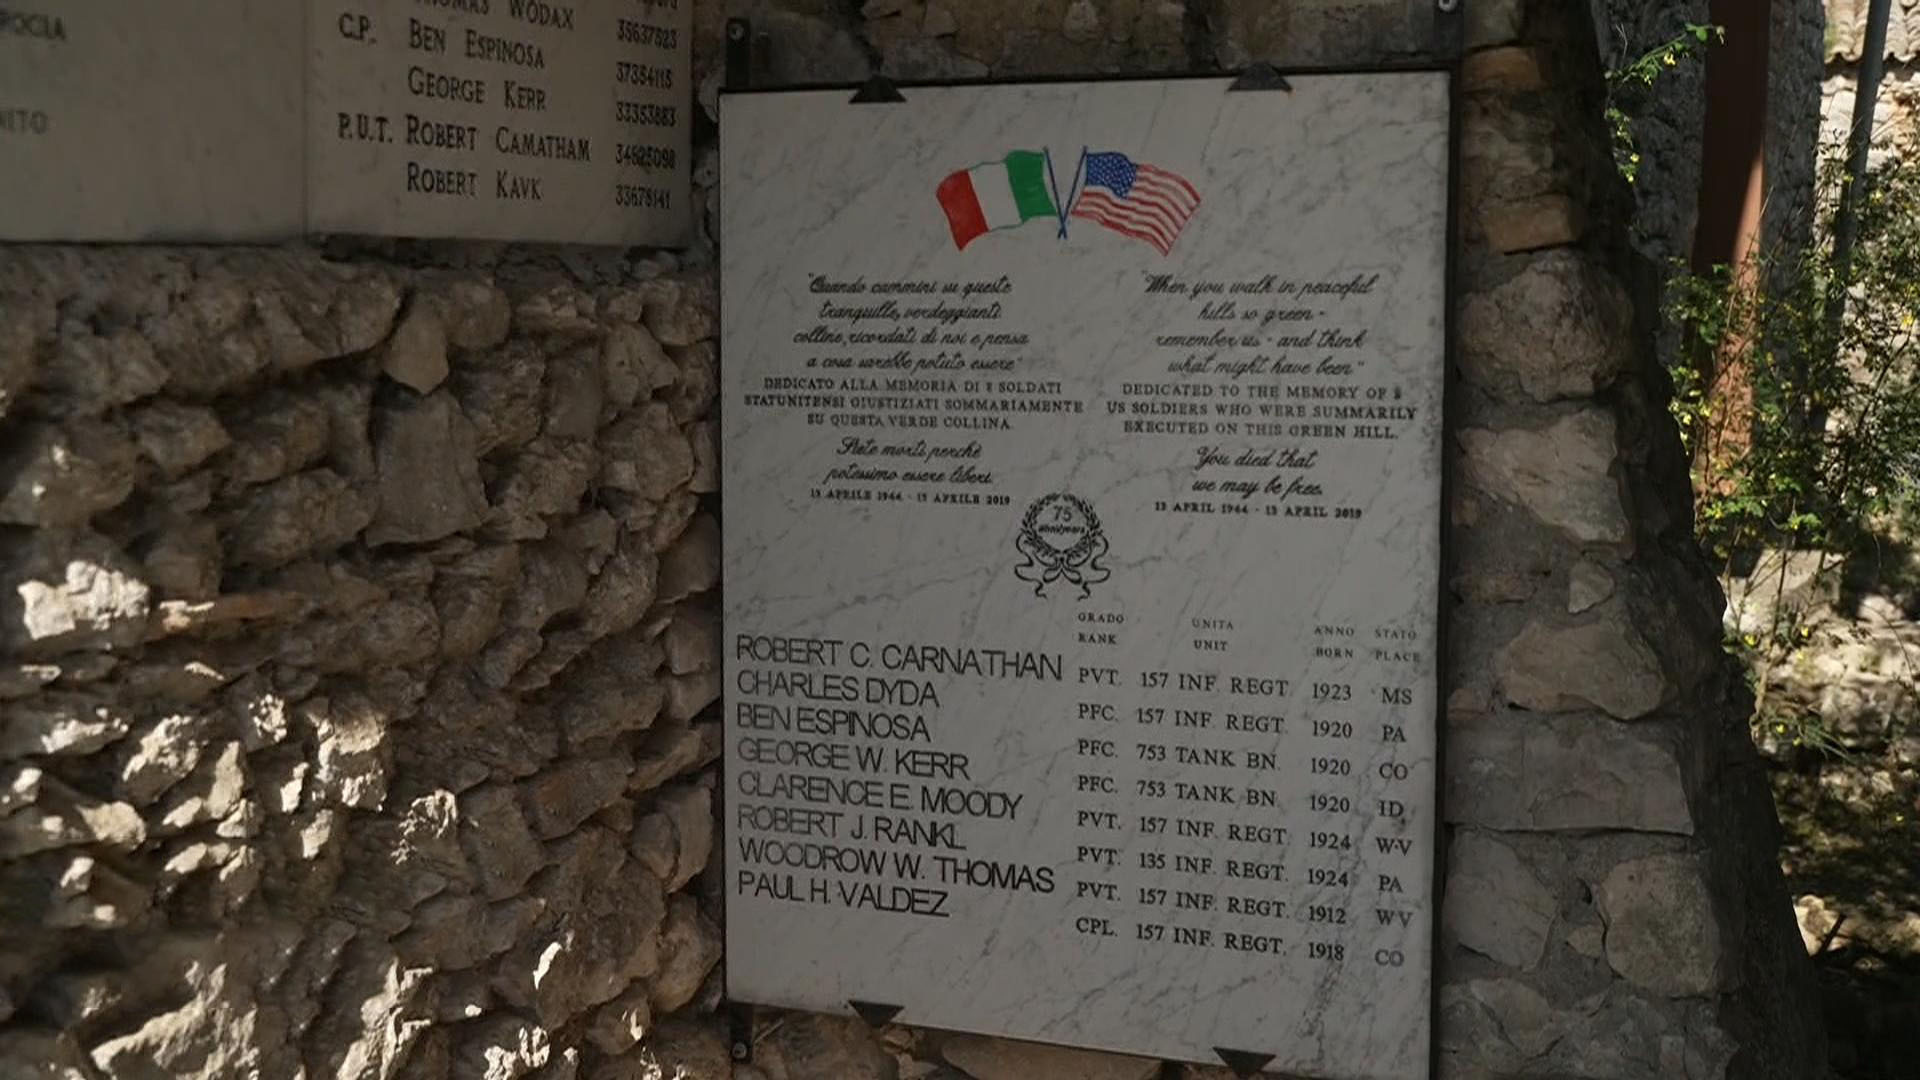 THOMAS WODAX
C.P. BEN ESPINOSA
GEORGE KERR
P.U.T. ROBERT CAMATHAM
ROBERT KAVK
35637523
37354115
33353883
34625098
33678141
"Quando cammini su queste
tranquille, verdeggianti
colline, ricordati di noi e pensa
a cosa sarebbe potuto essere"
DEDICATO ALLA MEMORIA DI 8 SOLDATI
STATUNITENSI GIUSTIZIATI SOMMARIAMENTE
SU QUESTA VERDE COLLINA.
Siete morti perché
potessimo essere liberi.
13 APRILE 1944 - 13 APRILE 2019
"When you walk in peaceful
hills so green -
remember us - and think
what might have been"
DEDICATED TO THE MEMORY OF 8
US SOLDIERS WHO WERE SUMMARILY
EXECUTED ON THIS GREEN HILL.
You died that
we may be free.
13 APRIL 1944 - 13 APRIL 2019
75
anni/years
GRADO UNITA ANNO STATO
RANK UNIT BORN PLACE
ROBERT C. CARNATHAN PVT. 157 INF. REGT. 1923 MS
CHARLES DYDA PFC. 157 INF. REGT. 1920 PA
BEN ESPINOSA PFC. 753 TANK BN. 1920 CO
GEORGE W. KERR PFC. 753 TANK BN. 1920 ID
CLARENCE E. MOODY PVT. 157 INF. REGT. 1924 WV
ROBERT J. RANKL PVT. 135 INF. REGT. 1924 PA
WOODROW W. THOMAS PVT. 157 INF. REGT. 1912 WV
PAUL H. VALDEZ CPL. 157 INF. REGT. 1918 CO